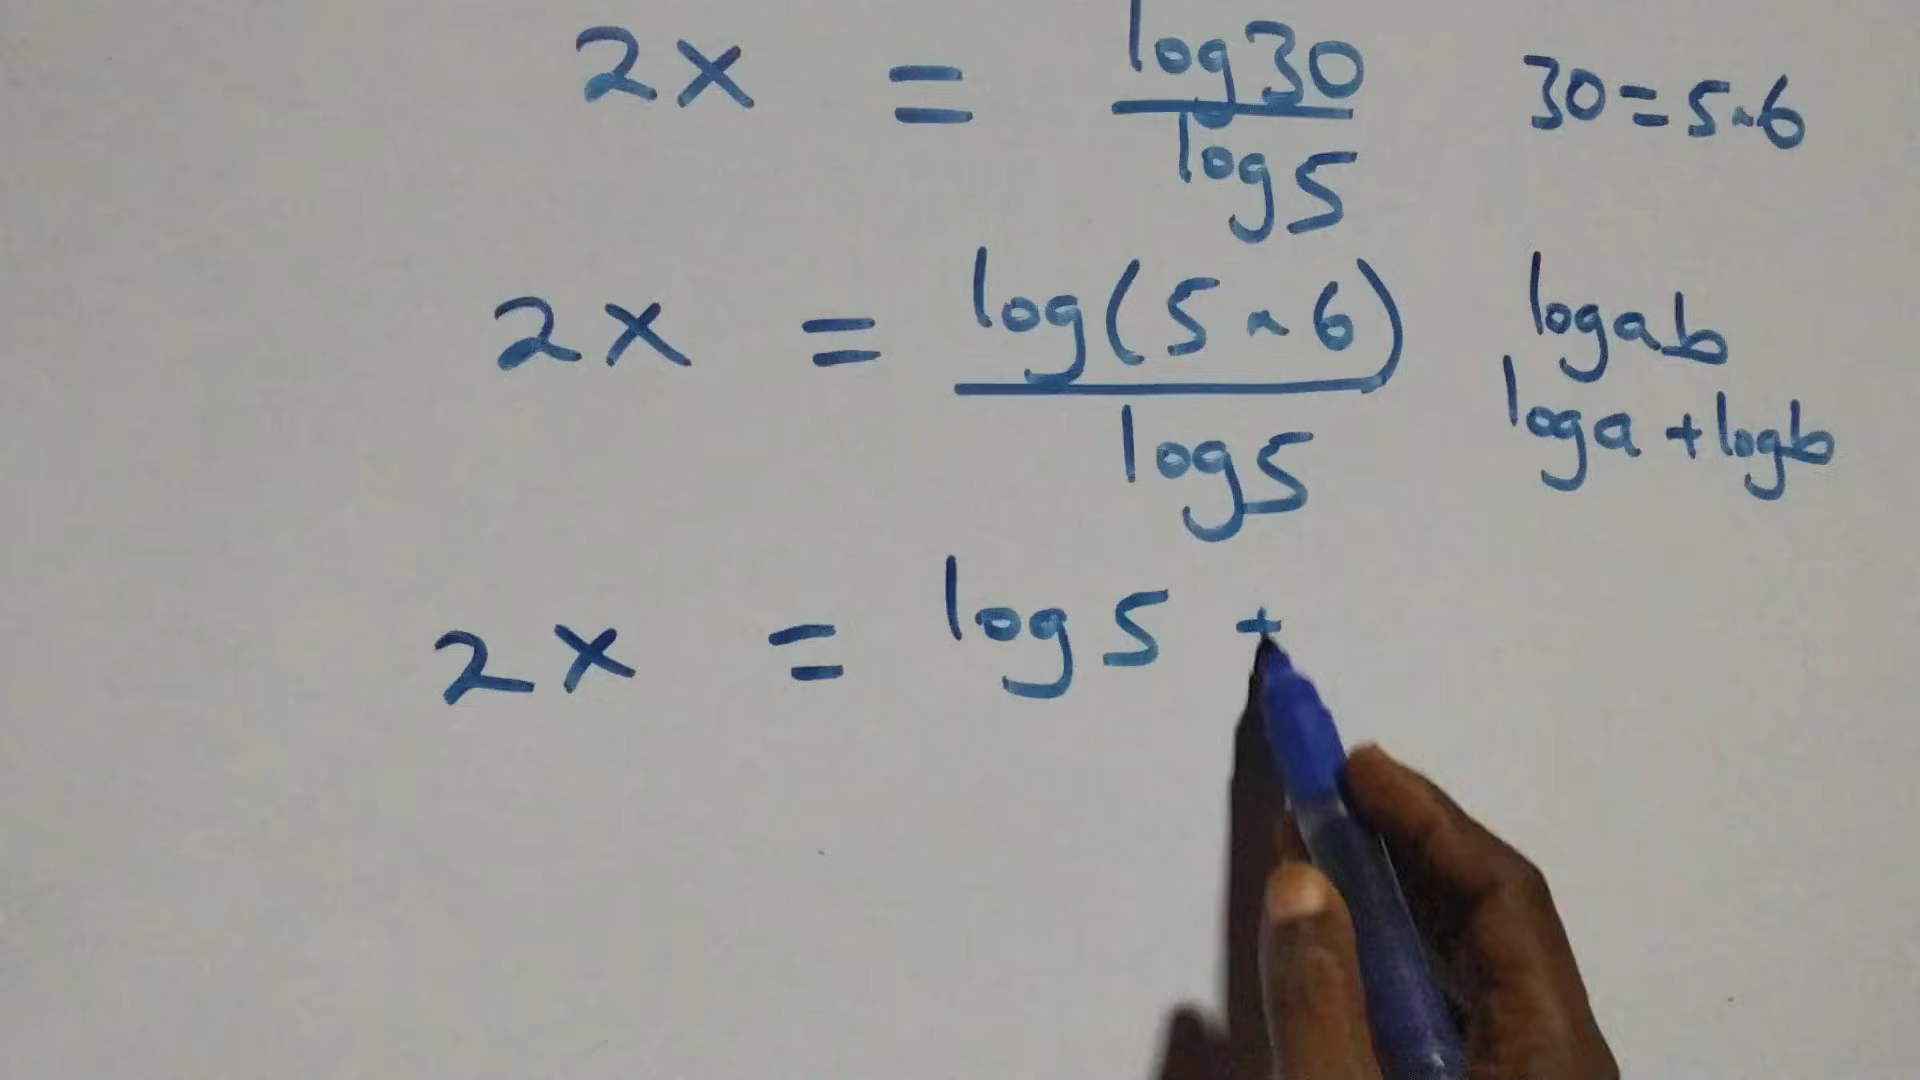 2x = log30 / log5
30 = 5×6
2x = log(5×6) / log5
logab
loga + logb
2x = log5 +